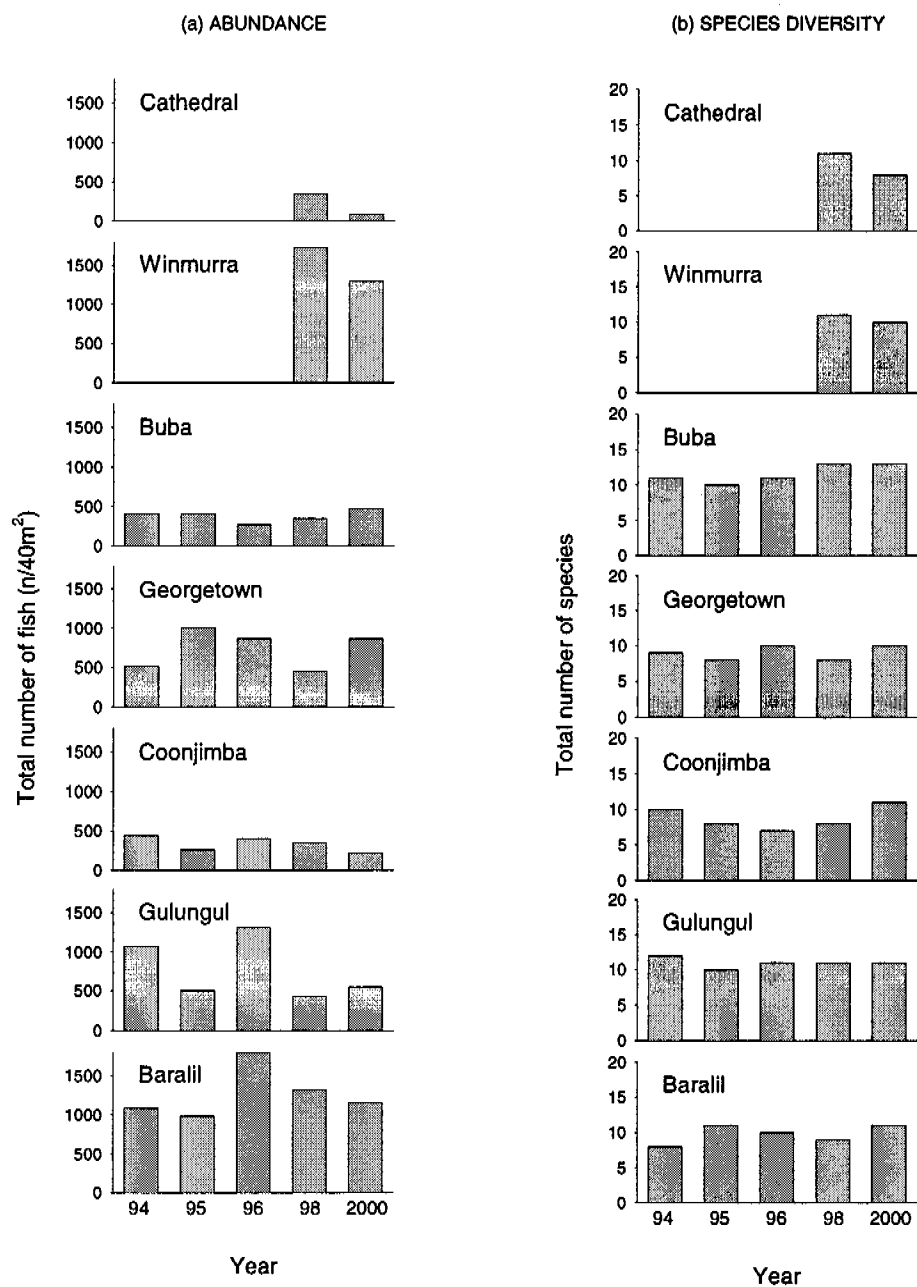 (a) ABUNDANCE
Total number of fish (n/40m²)
Cathedral
1500
1000
500
0
Winmurra
1500
1000
500
0
Buba
1500
1000
500
0
Georgetown
1500
1000
500
0
Coonjimba
1500
1000
500
0
Gulungul
1500
1000
500
0
Baralil
1500
1000
500
0
94 95 96 98 2000
Year
(b) SPECIES DIVERSITY
Total number of species
20
Cathedral
15
10
5
0
20
Winmurra
15
10
5
0
20
Buba
15
10
5
0
20
Georgetown
15
10
5
0
20
Coonjimba
15
10
5
0
20
Gulungul
15
10
5
0
20
Baralil
15
10
5
0
94 95 96 98 2000
Year